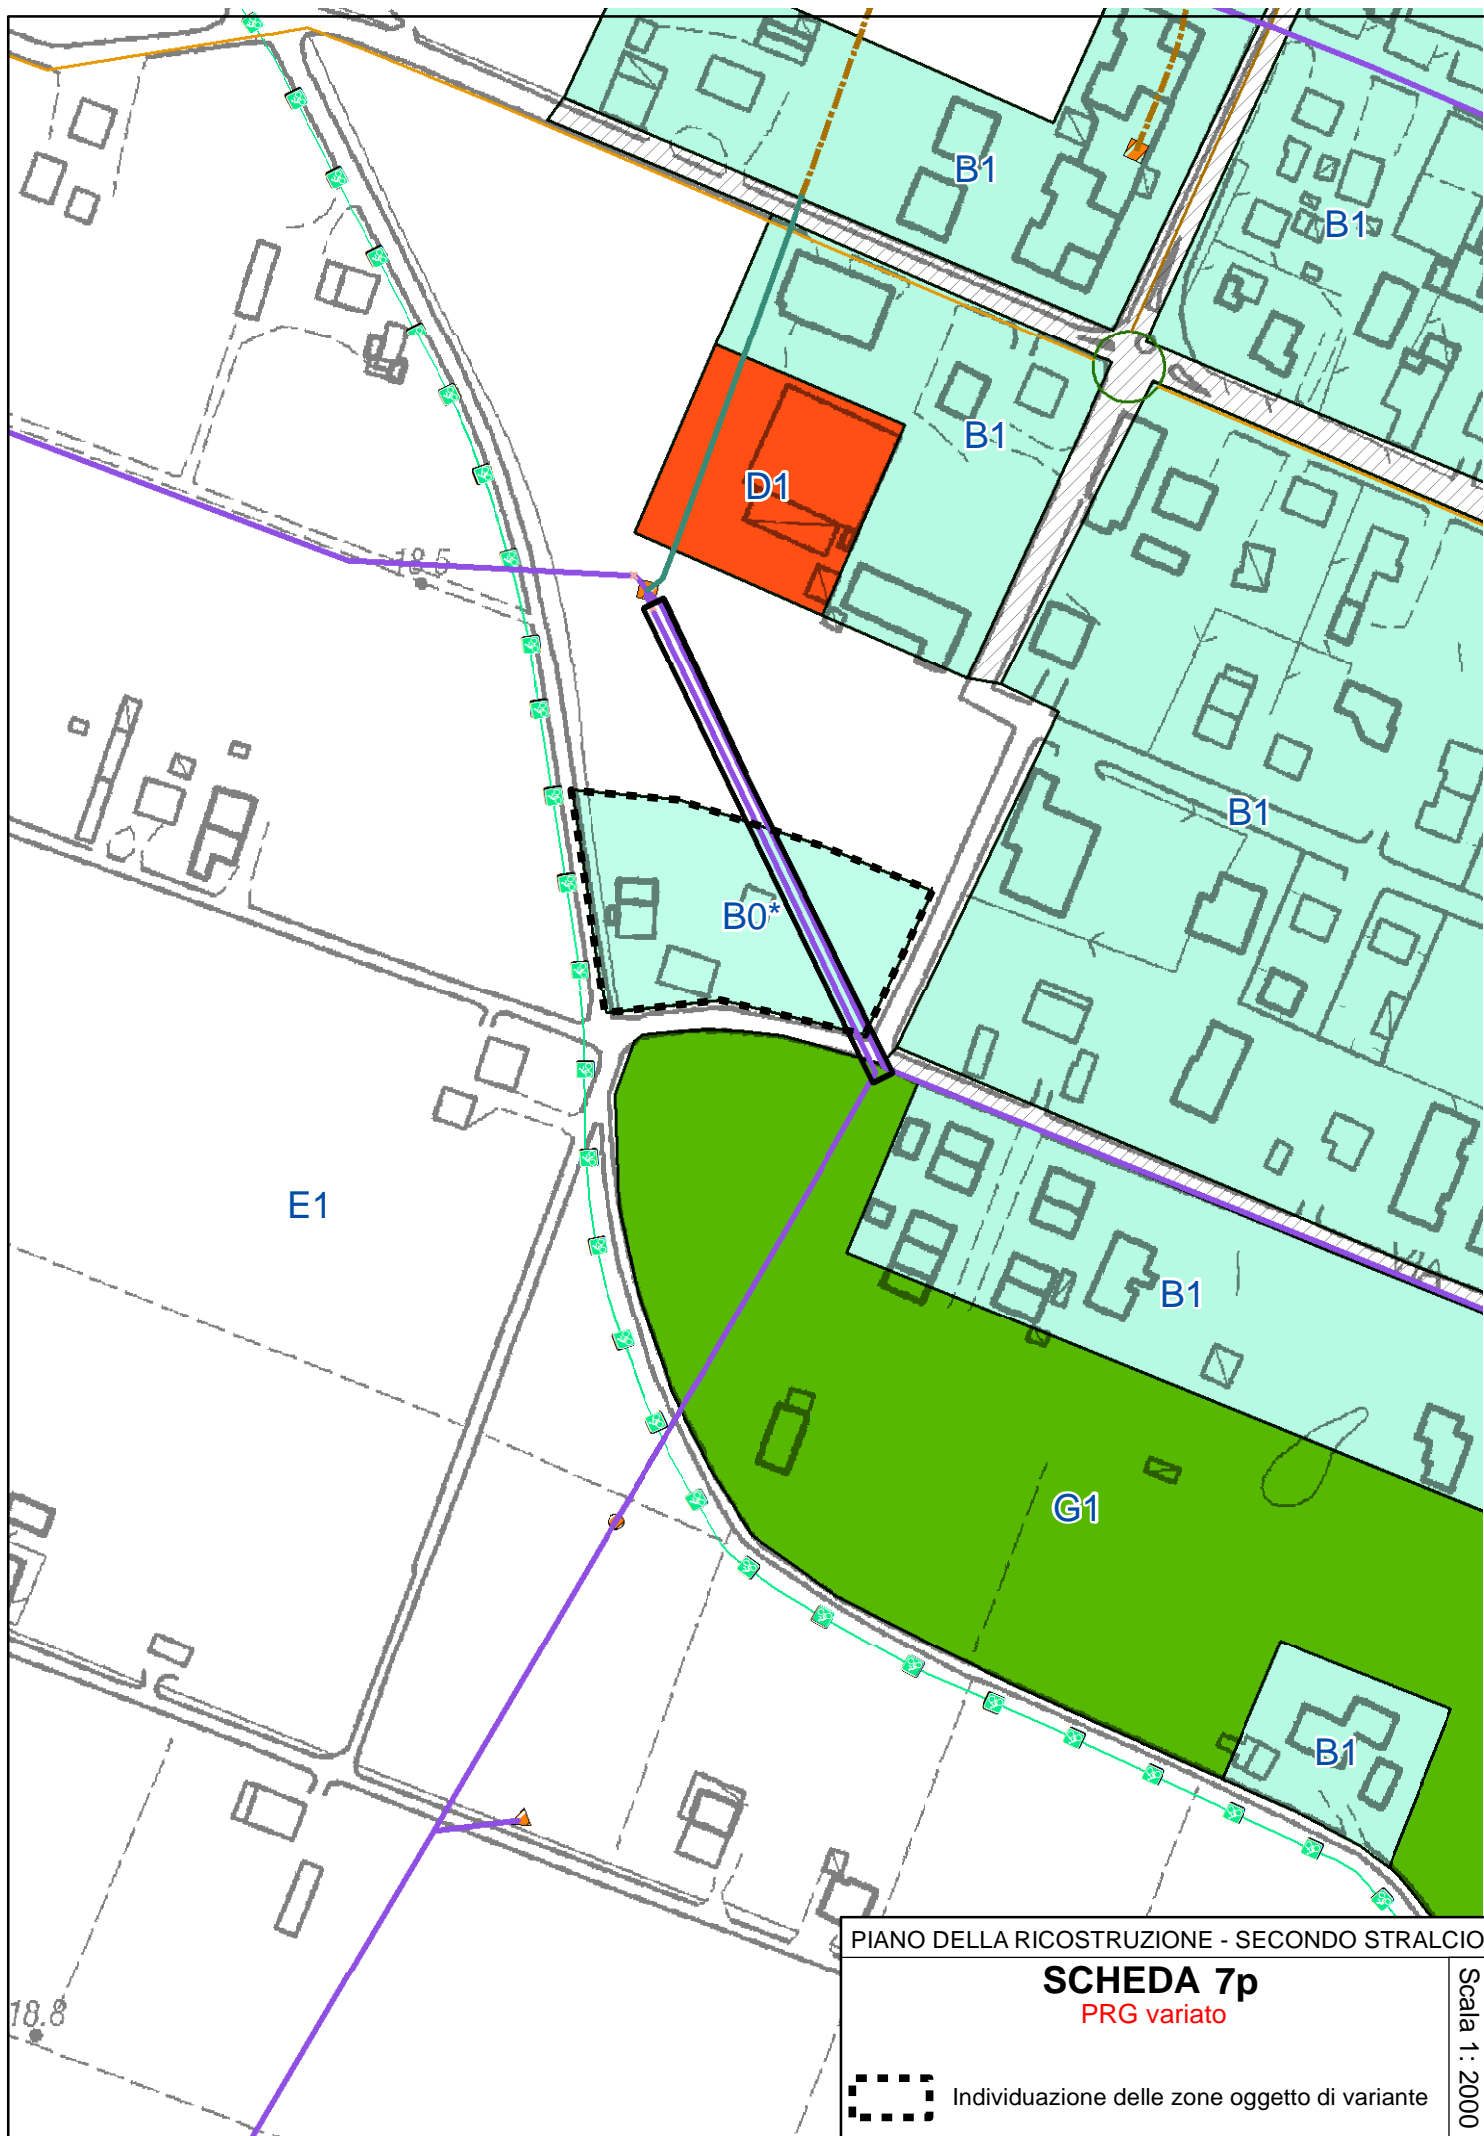 B1
B1
B1
D1
18.5
B1
B0*
E1
VIA
B1
G1
B1
18.8
PIANO DELLA RICOSTRUZIONE - SECONDO STRALCIO
SCHEDA 7p
PRG variato
Individuazione delle zone oggetto di variante
Scala 1: 2000